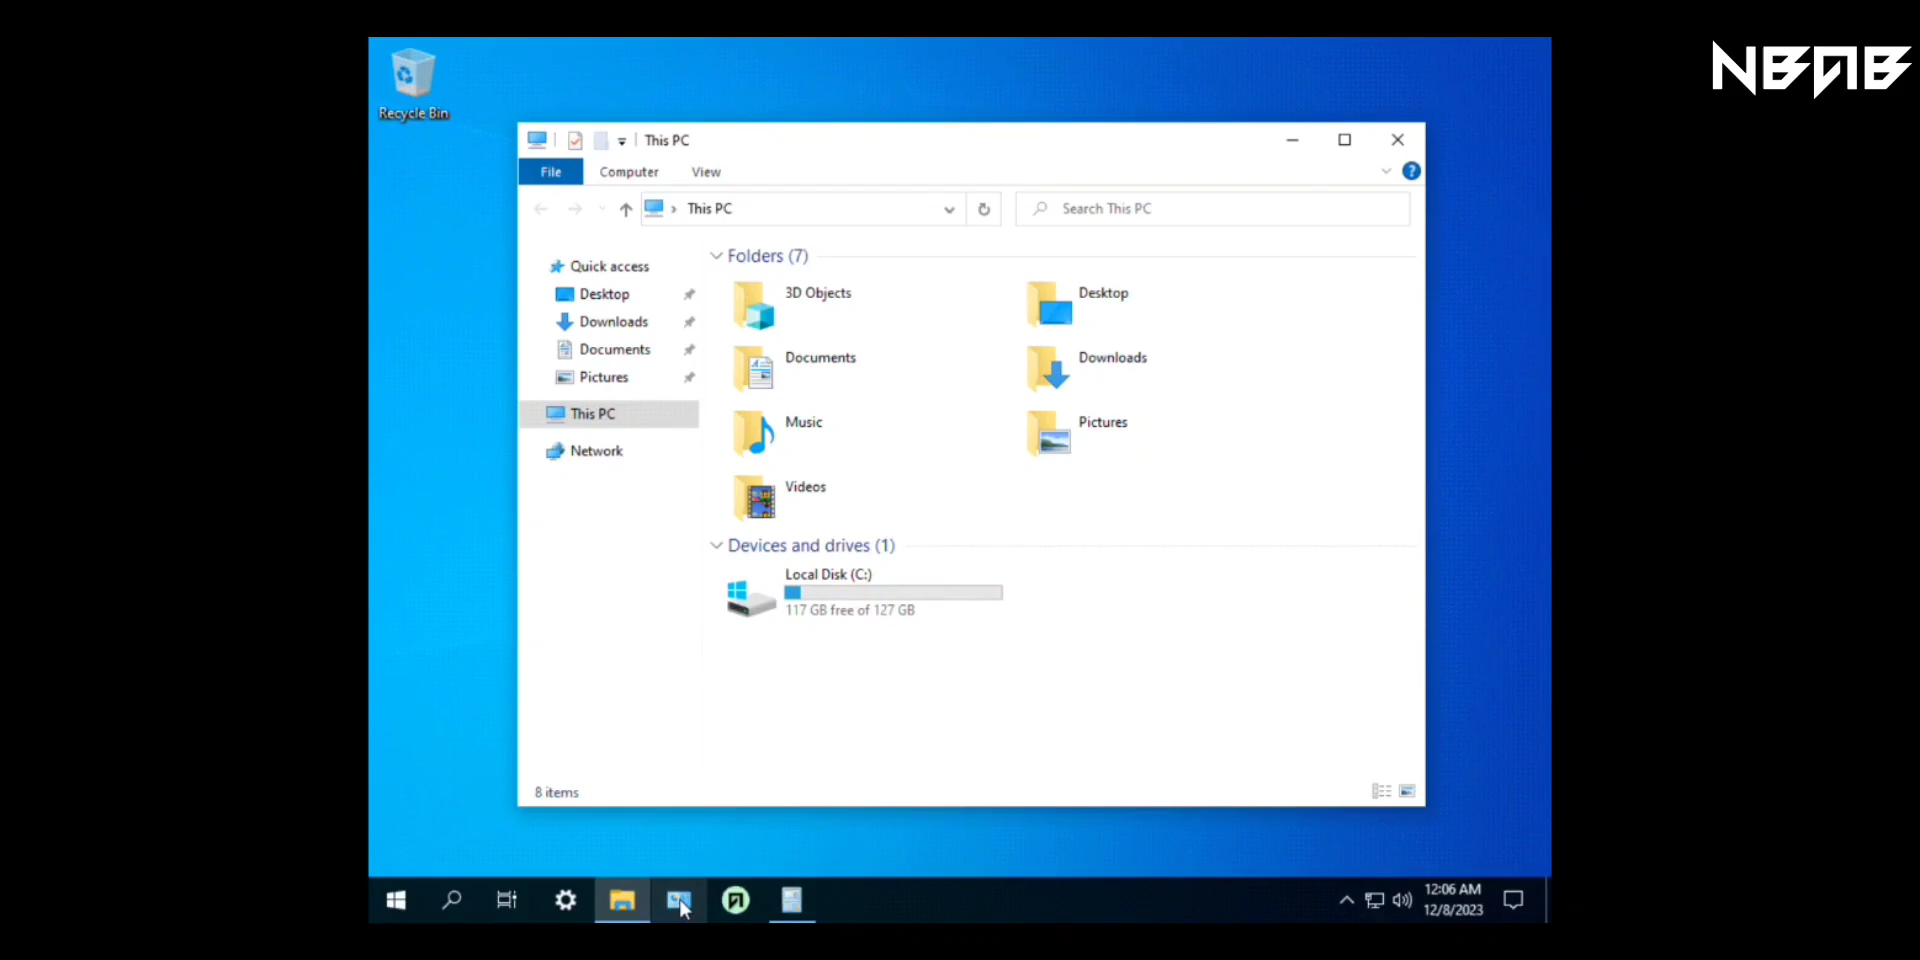 NBAB
Recycle Bin
This PC
File
Computer
View
?
This PC
Search This PC
Quick access
Desktop
Downloads
Documents
Pictures
This PC
Network
Folders (7)
3D Objects
Desktop
Documents
Downloads
Music
Pictures
Videos
Devices and drives (1)
Local Disk (C:)
117 GB free of 127 GB
8 items
12:06 AM
12/8/2023